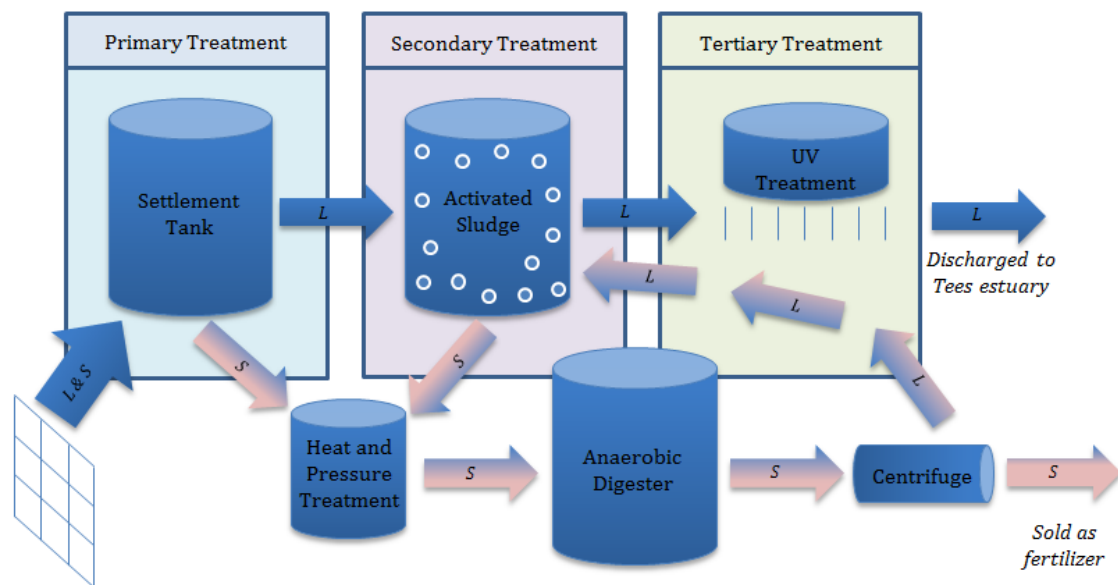 Primary Treatment
Secondary Treatment
Tertiary Treatment
Settlement
Tank
L
Activated
Sludge
L
UV
Treatment
L
Discharged to
Tees estuary
L
L
L
L & S
S
S
Heat and
Pressure
Treatment
S
Anaerobic
Digester
S
Centrifuge
S
Sold as
fertilizer